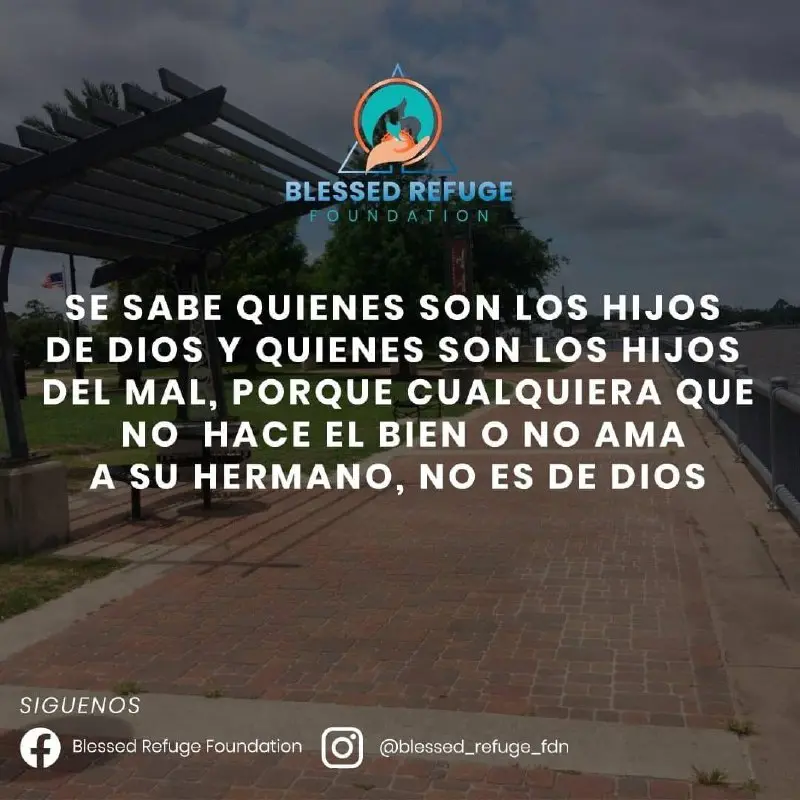 BLESSED REFUGE
FOUNDATION
SE SABE QUIENES SON LOS HIJOS
DE DIOS Y QUIENES SON LOS HIJOS
DEL MAL, PORQUE CUALQUIERA QUE
NO HACE EL BIEN O NO AMA
A SU HERMANO, NO ES DE DIOS
SIGUENOS
Blessed Refuge Foundation @blessed_refuge_fdn